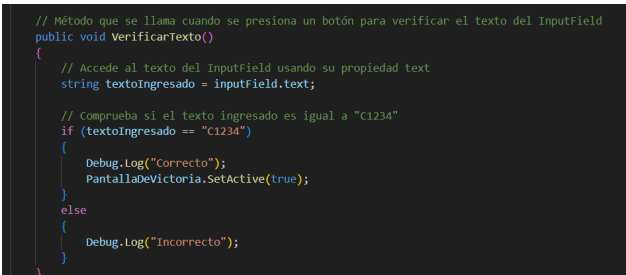 // Método que se llama cuando se presiona un botón para verificar el texto del InputField
public void VerificarTexto()
{
// Accede al texto del InputField usando su propiedad text
string textoIngresado = inputField.text;
// Comprueba si el texto ingresado es igual a "C1234"
if (textoIngresado == "C1234")
{
Debug.Log("Correcto");
PantallaDeVictoria.SetActive(true);
}
else
{
Debug.Log("Incorrecto");
}
}